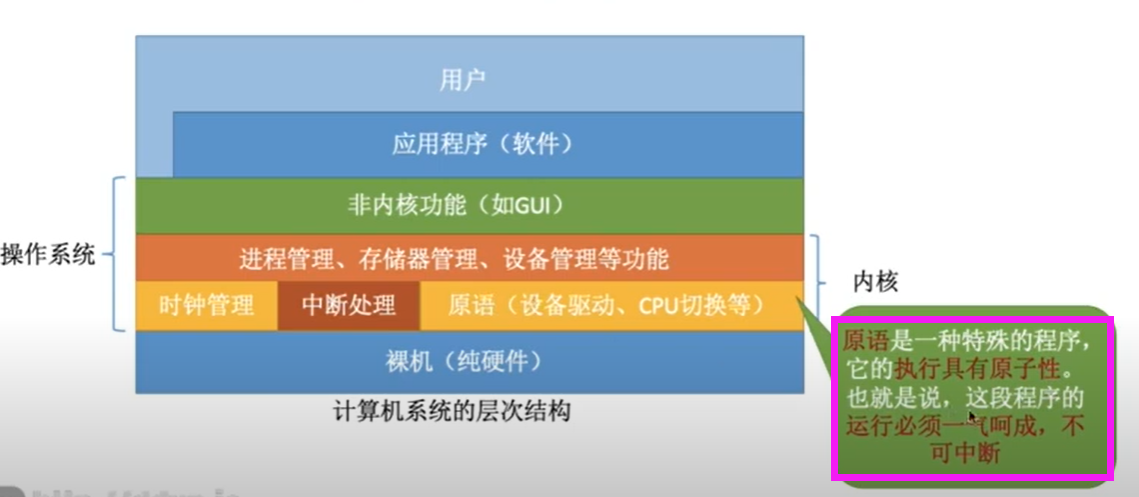 用户
应用程序（软件）
非内核功能（如GUI）
操作系统
进程管理、存储器管理、设备管理等功能
内核
时钟管理
中断处理
原语（设备驱动、CPU切换等）
裸机（纯硬件）
计算机系统的层次结构
原语是一种特殊的程序，
它的执行具有原子性。
也就是说，这段程序的
运行必须一气呵成，不
可中断